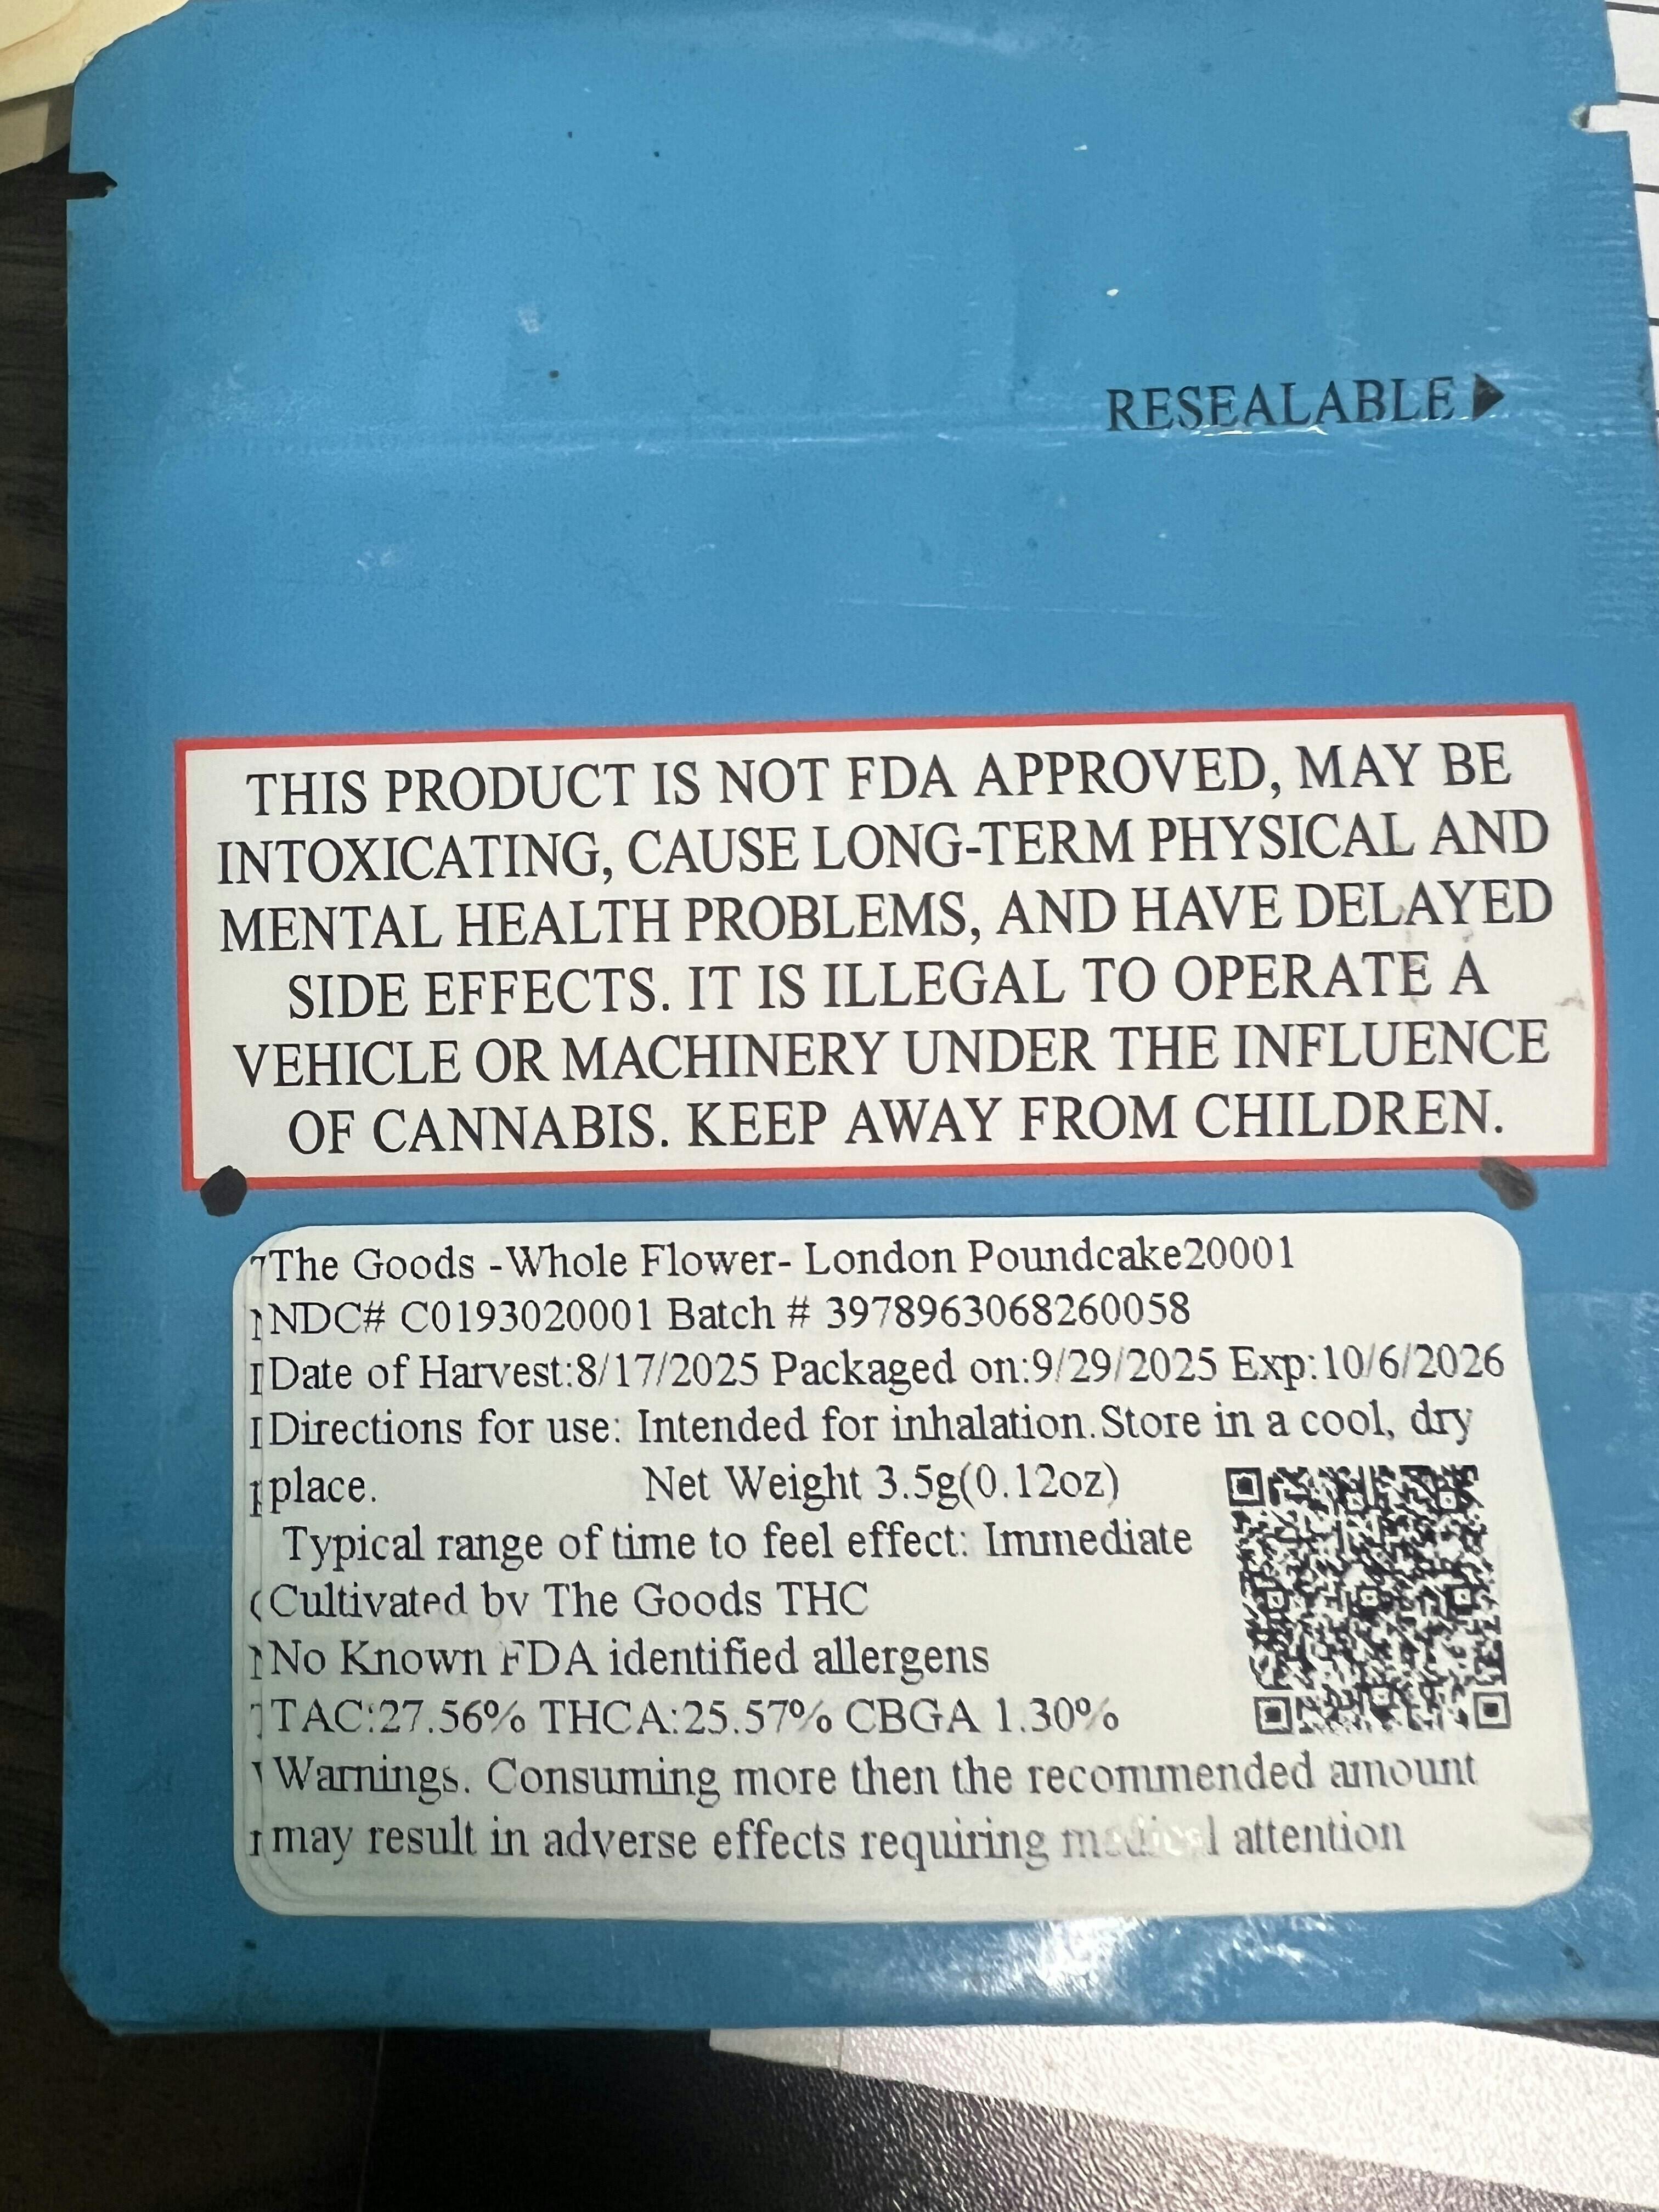 RESEALABLE
THIS PRODUCT IS NOT FDA APPROVED, MAY BE
INTOXICATING, CAUSE LONG-TERM PHYSICAL AND
MENTAL HEALTH PROBLEMS, AND HAVE DELAYED
SIDE EFFECTS. IT IS ILLEGAL TO OPERATE A
VEHICLE OR MACHINERY UNDER THE INFLUENCE
OF CANNABIS. KEEP AWAY FROM CHILDREN.
The Goods -Whole Flower- London Poundcake20001
NDC# C0193020001 Batch # 3978963068260058
Date of Harvest:8/17/2025 Packaged on:9/29/2025 Exp:10/6/2026
Directions for use: Intended for inhalation.Store in a cool, dry
place. Net Weight 3.5g(0.12oz)
Typical range of time to feel effect: Immediate
Cultivated by The Goods THC
No Known FDA identified allergens
TAC:27.56% THCA:25.57% CBGA 1.30%
Warnings. Consuming more then the recommended amount
may result in adverse effects requiring medical attention